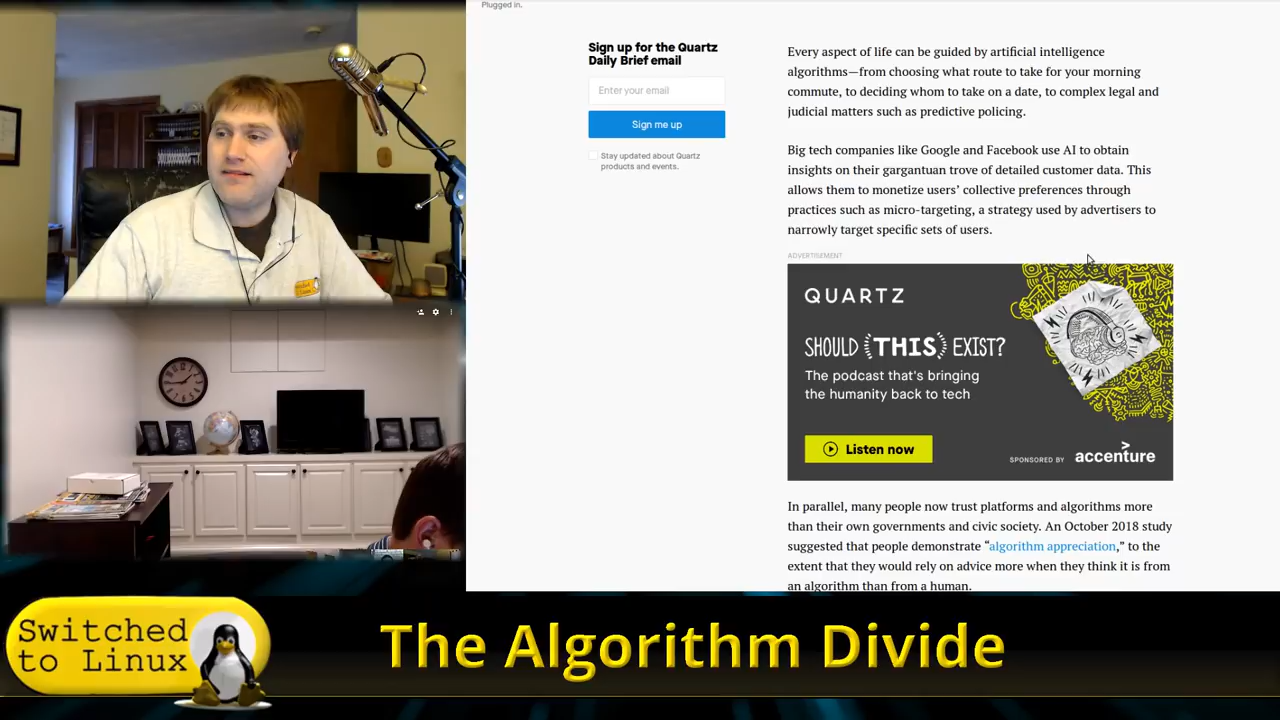 Plugged in.
Sign up for the Quartz
Daily Brief email
Enter your email
Sign me up
Stay updated about Quartz
products and events.
Every aspect of life can be guided by artificial intelligence
algorithms—from choosing what route to take for your morning
commute, to deciding whom to take on a date, to complex legal and
judicial matters such as predictive policing.
Big tech companies like Google and Facebook use AI to obtain
insights on their gargantuan trove of detailed customer data. This
allows them to monetize users’ collective preferences through
practices such as micro-targeting, a strategy used by advertisers to
narrowly target specific sets of users.
ADVERTISEMENT
QUARTZ
SHOULD (THIS) EXIST?
The podcast that's bringing
the humanity back to tech
Listen now
SPONSORED BY accenture
In parallel, many people now trust platforms and algorithms more
than their own governments and civic society. An October 2018 study
suggested that people demonstrate “algorithm appreciation,” to the
extent that they would rely on advice more when they think it is from
an algorithm than from a human.
Switched
to Linux
The Algorithm Divide